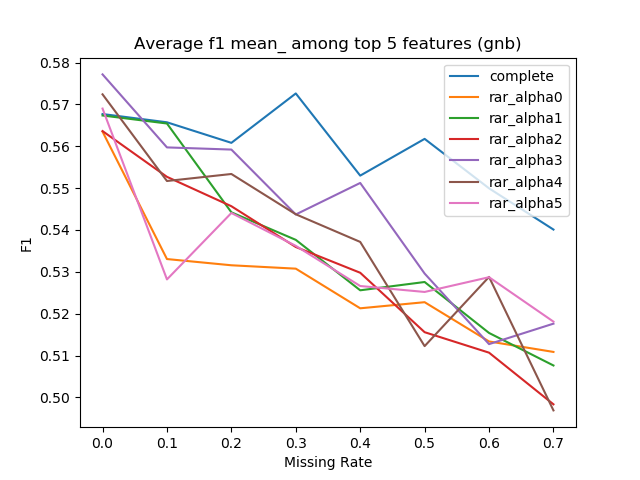 Average f1 mean_ among top 5 features (gnb)
0.58
0.57
0.56
0.55
0.54
0.53
0.52
0.51
0.50
F1
complete
rar_alpha0
rar_alpha1
rar_alpha2
rar_alpha3
rar_alpha4
rar_alpha5
0.0 0.1 0.2 0.3 0.4 0.5 0.6 0.7
Missing Rate